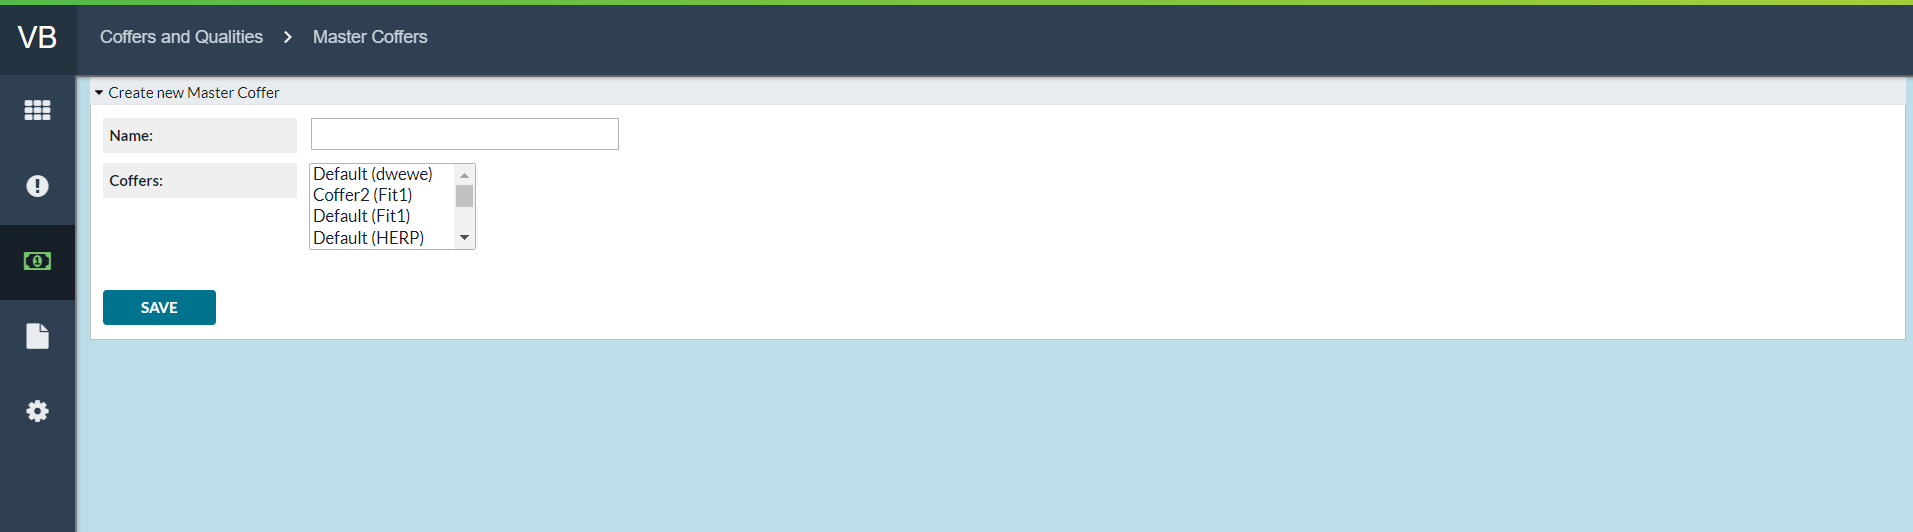 VB
Coffers and Qualities
Master Coffers
Create new Master Coffer
Name:
Coffers:
Default (dwewe)
Coffer2 (Fit1)
Default (Fit1)
Default (HERP)
SAVE